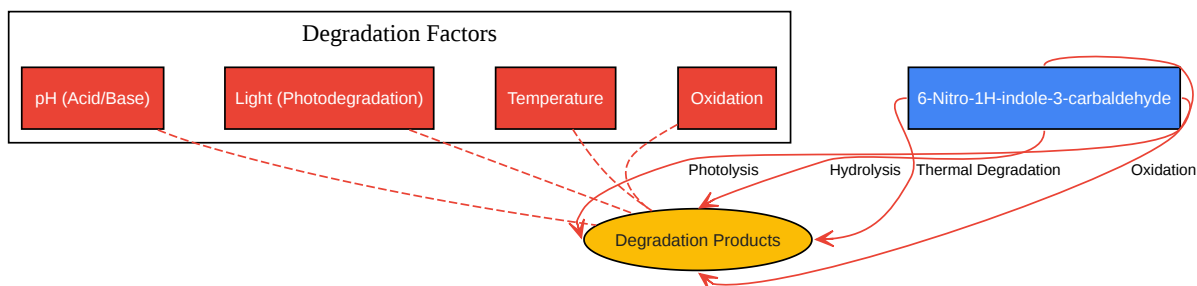 Degradation Factors
pH (Acid/Base)
Light (Photodegradation)
Temperature
Oxidation
6-Nitro-1H-indole-3-carbaldehyde
Photolysis
Hydrolysis
Thermal Degradation
Oxidation
Degradation Products